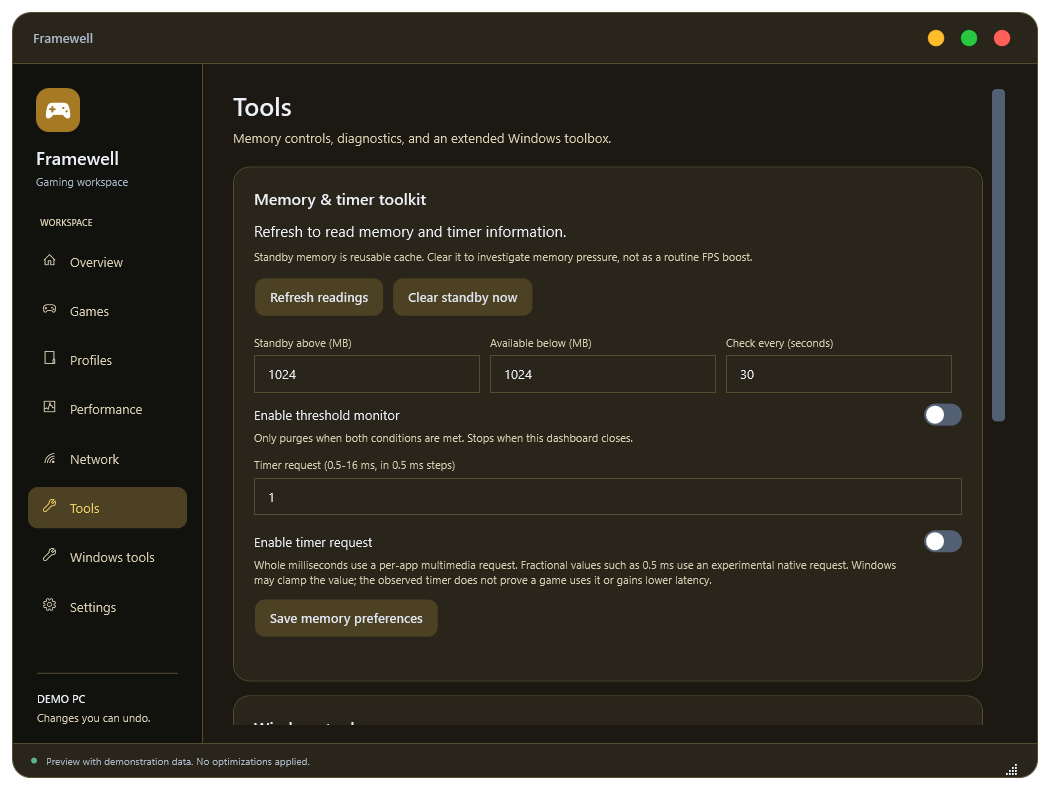 Framewell
Framewell
Gaming workspace
WORKSPACE
Overview
Games
Profiles
Performance
Network
Tools
Windows tools
Settings
DEMO PC
Changes you can undo.
Tools
Memory controls, diagnostics, and an extended Windows toolbox.
Memory & timer toolkit
Refresh to read memory and timer information.
Standby memory is reusable cache. Clear it to investigate memory pressure, not as a routine FPS boost.
Refresh readings
Clear standby now
Standby above (MB)
Available below (MB)
Check every (seconds)
1024
1024
30
Enable threshold monitor
Only purges when both conditions are met. Stops when this dashboard closes.
Timer request (0.5-16 ms, in 0.5 ms steps)
1
Enable timer request
Whole milliseconds use a per-app multimedia request. Fractional values such as 0.5 ms use an experimental native request. Windows
may clamp the value; the observed timer does not prove a game uses it or gains lower latency.
Save memory preferences
Preview with demonstration data. No optimizations applied.